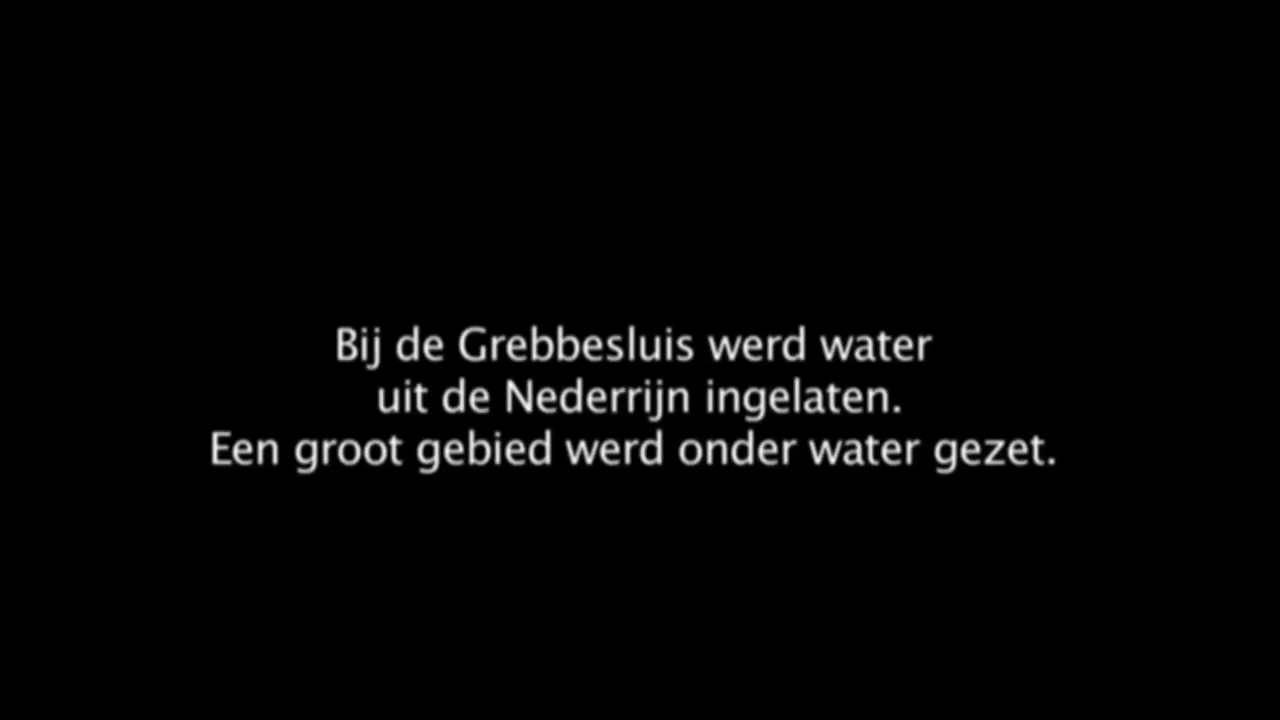 Bij de Grebbesluis werd water
uit de Nederrijn ingelaten.
Een groot gebied werd onder water gezet.